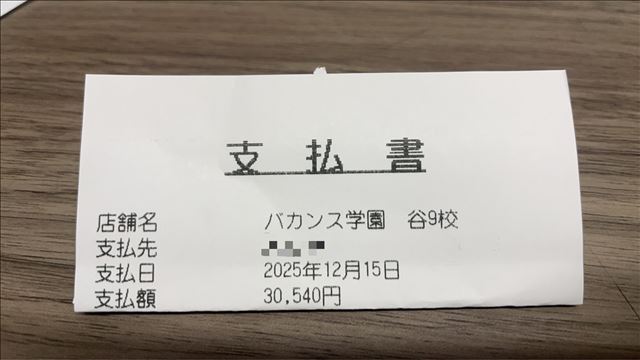 支払書
店舗名 バカンス学園 谷9校
支払先
支払日 2025年12月15日
支払額 30,540円